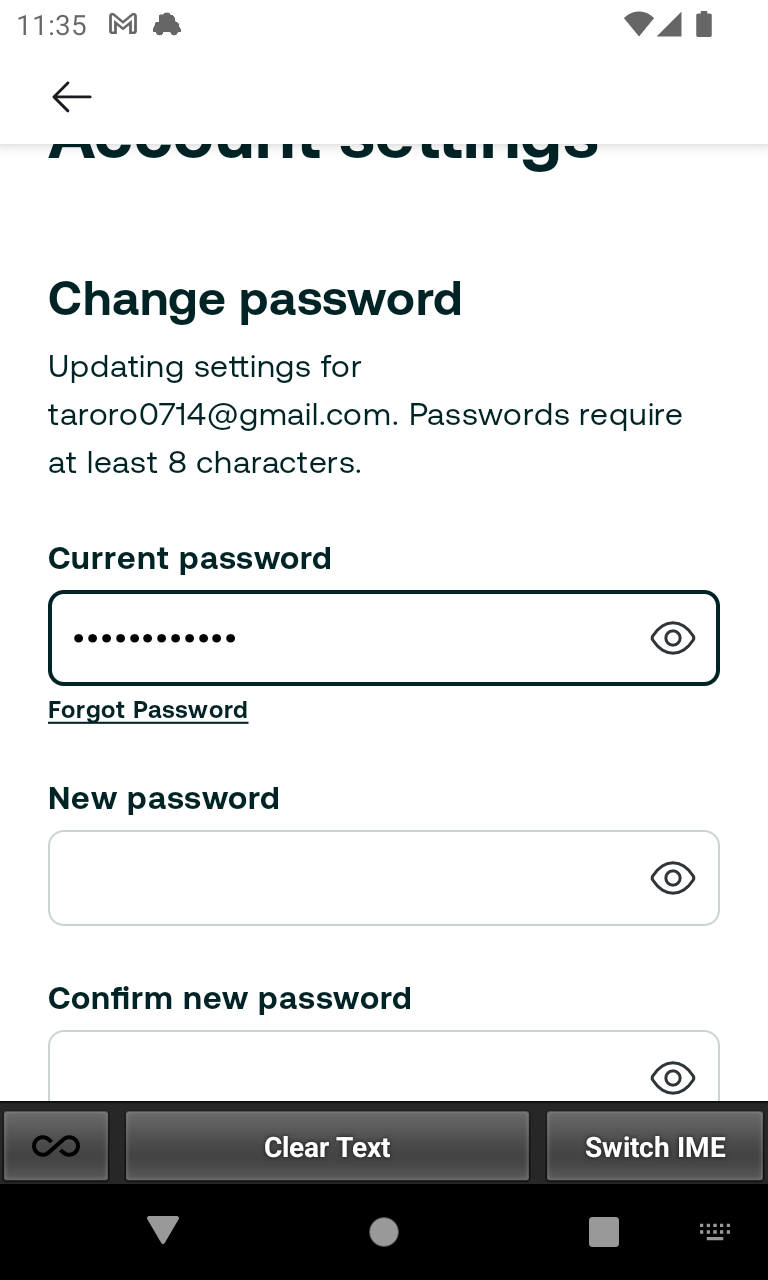 11:35
Account settings
Change password
Updating settings for
taroro0714@gmail.com. Passwords require
at least 8 characters.
Current password
••••••••••••
Forgot Password
New password
Confirm new password
Clear Text
Switch IME